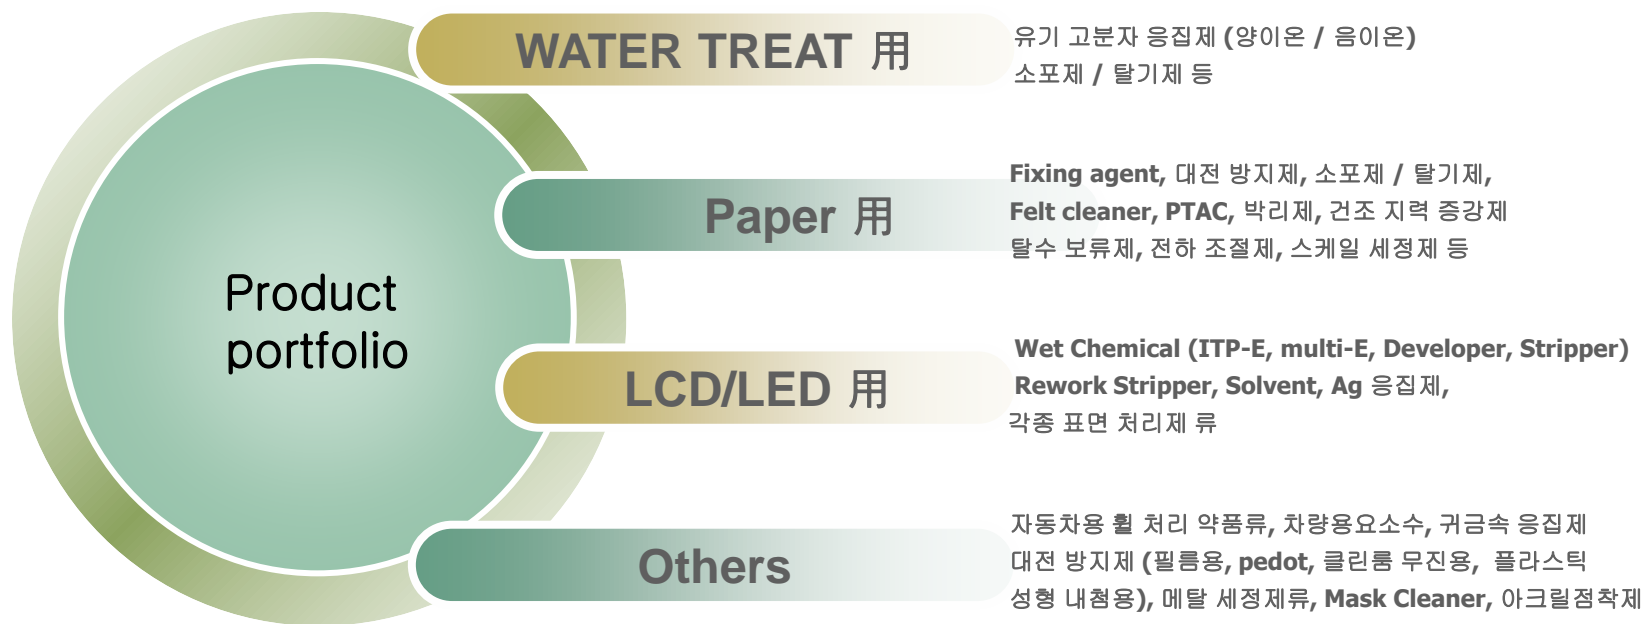 Product
portfolio
WATER TREAT 用
유기 고분자 응집제 (양이온 / 음이온)
소포제 / 탈기제 등
Paper 用
Fixing agent, 대전 방지제, 소포제 / 탈기제,
Felt cleaner, PTAC, 박리제, 건조 지력 증강제
탈수 보류제, 전하 조절제, 스케일 세정제 등
LCD/LED 用
Wet Chemical (ITP-E, multi-E, Developer, Stripper)
Rework Stripper, Solvent, Ag 응집제,
각종 표면 처리제 류
Others
자동차용 휠 처리 약품류, 차량용요소수, 귀금속 응집제
대전 방지제 (필름용, pedot, 클린룸 무진용, 플라스틱
성형 내첨용), 메탈 세정제류, Mask Cleaner, 아크릴점착제